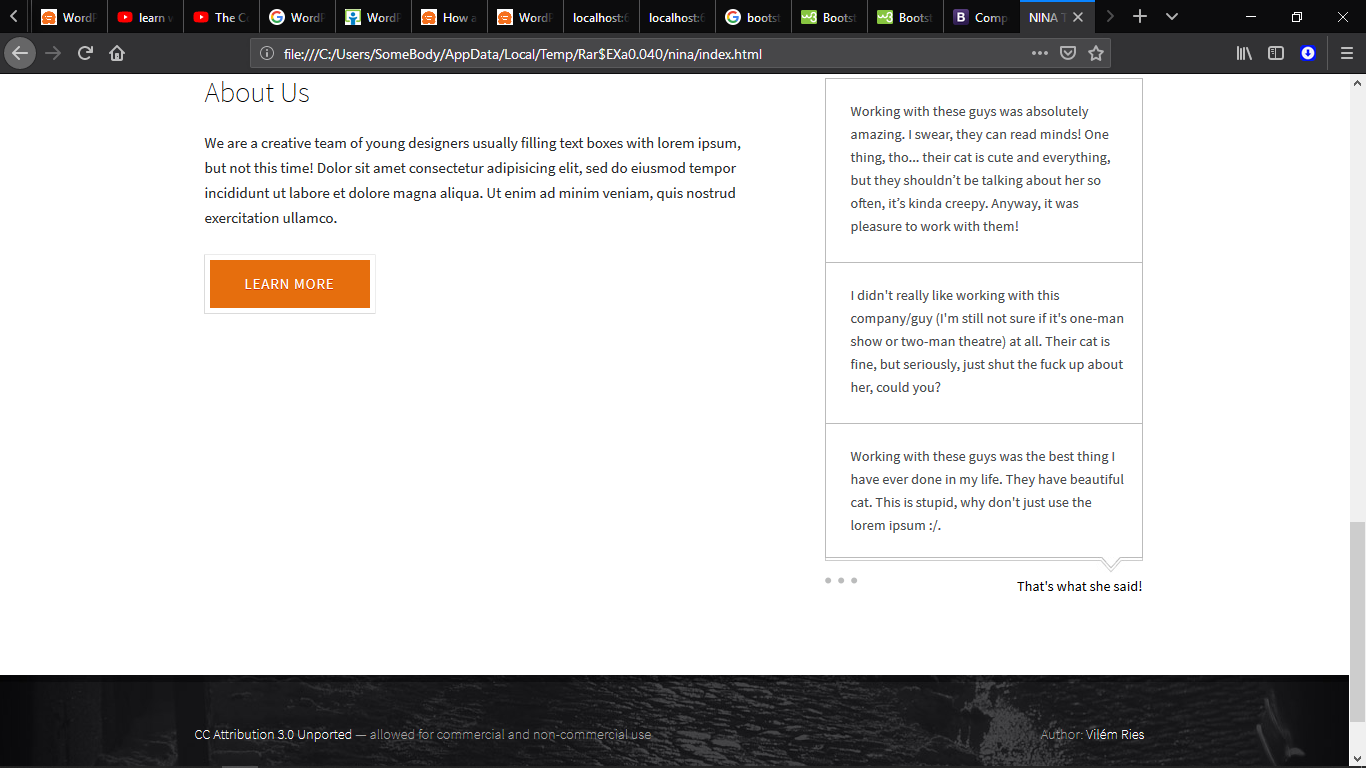 WordP
learn w
The Co
WordP
WordP
How a
WordP
localhost:8
localhost:8
bootst
Bootst
Bootst
Comp
NINA T
file:///C:/Users/SomeBody/AppData/Local/Temp/Rar$EXa0.040/nina/index.html
About Us
We are a creative team of young designers usually filling text boxes with lorem ipsum,
but not this time! Dolor sit amet consectetur adipisicing elit, sed do eiusmod tempor
incididunt ut labore et dolore magna aliqua. Ut enim ad minim veniam, quis nostrud
exercitation ullamco.
LEARN MORE
Working with these guys was absolutely
amazing. I swear, they can read minds! One
thing, tho... their cat is cute and everything,
but they shouldn’t be talking about her so
often, it’s kinda creepy. Anyway, it was
pleasure to work with them!
I didn't really like working with this
company/guy (I'm still not sure if it's one-man
show or two-man theatre) at all. Their cat is
fine, but seriously, just shut the fuck up about
her, could you?
Working with these guys was the best thing I
have ever done in my life. They have beautiful
cat. This is stupid, why don't just use the
lorem ipsum :/.
That's what she said!
CC Attribution 3.0 Unported — allowed for commercial and non-commercial use
Author: Vilém Ries